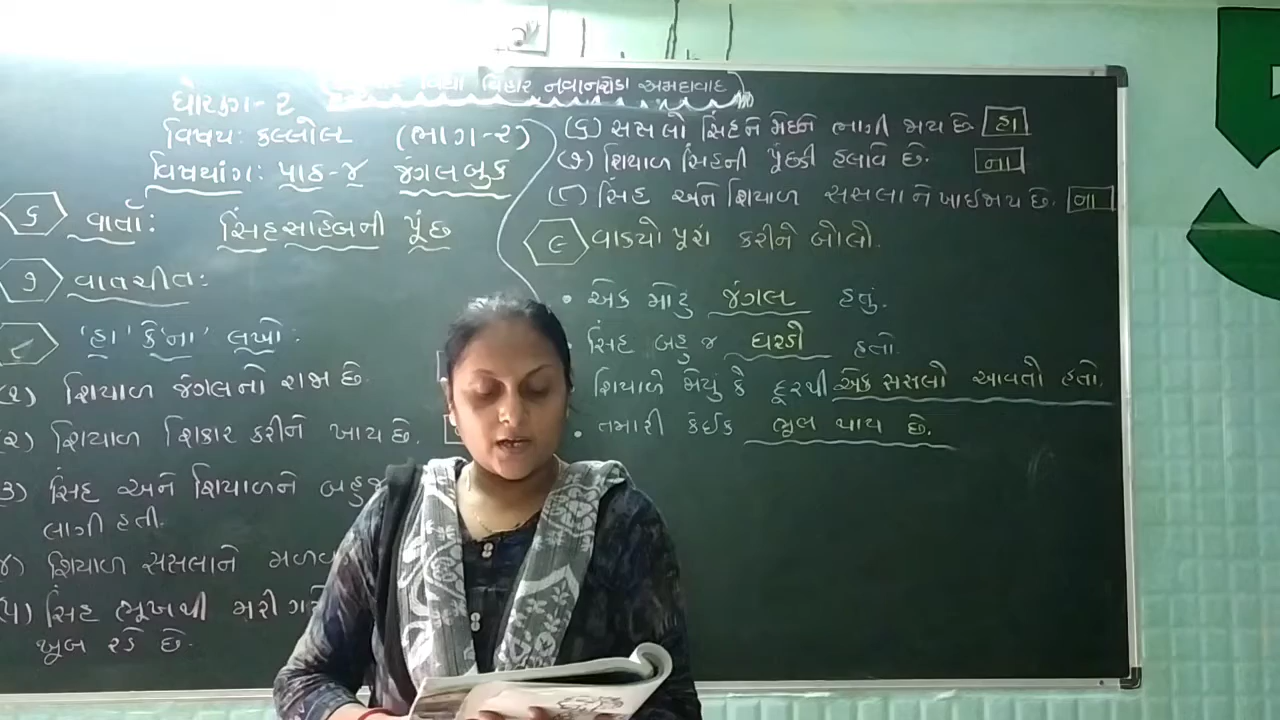 વિદ્યા વિહાર નવાનરોડા અમદાવાદ
ધોરણ - ૨
વિષય: કલ્લોલ (ભાગ-૨)
વિષયાંગ: પાઠ-૪ જંગલબુક
૬ વાર્તા: સિંહસાહેબની પૂંછ
૭ વાતચીત:
૮ 'હા' કે 'ના' લખો:
(૧) શિયાળ જંગલનો રાજા છે.
(૨) શિયાળ શિકાર કરીને ખાય છે.
(૩) સિંહ અને શિયાળને બહુજ
લાગી હતી.
(૪) શિયાળ સસલાને
(૫) સિંહ ભૂખથી મરી
ખૂબ રડે છે.
(૬) સસલો સિંહને જોઇને ભાગી જાય છે. હા
(૭) શિયાળ સિંહની પૂંછડી હલાવે છે. ના
(૮) સિંહ અને શિયાળ સસલાને ખાઈજાય છે. ના
૯ વાક્યો પૂરાં કરીને બોલો.
• એક મોટું જંગલ હતું.
સિંહ બહુ જ ઘરડો હતો.
શિયાળે જોયું કે દૂરથી એક સસલો આવતો હતો.
• તમારી કંઈક ભૂલ થાય છે.